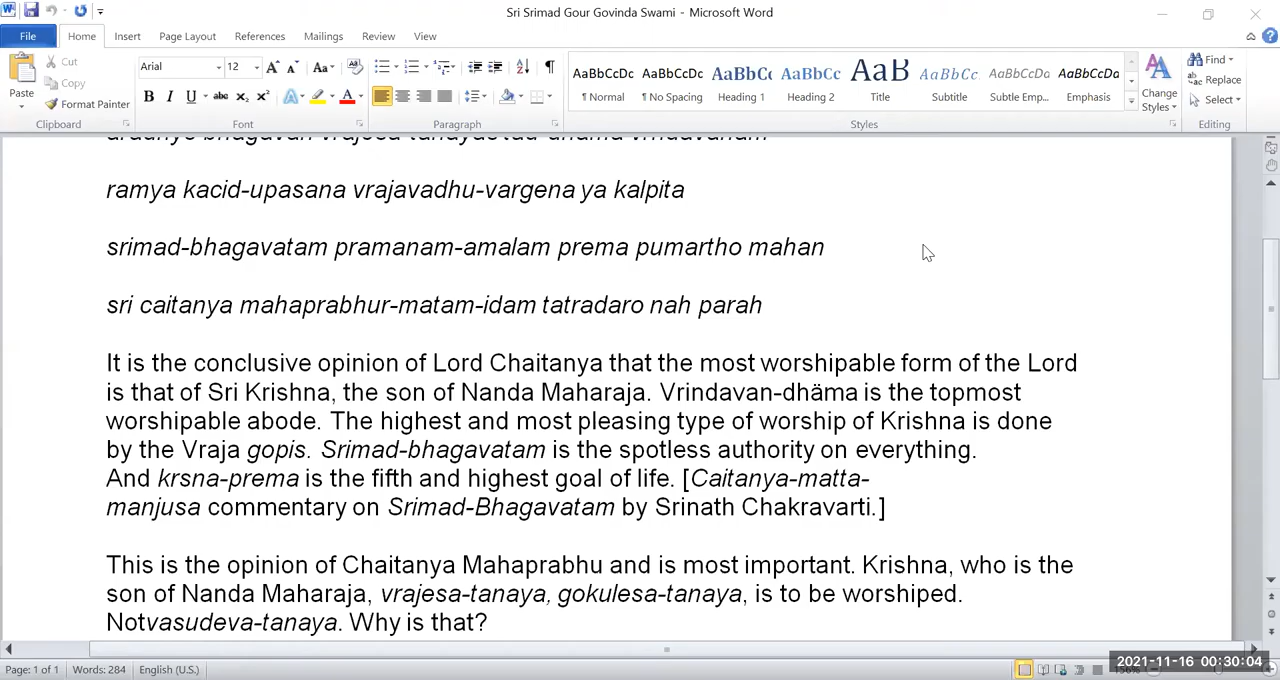 Sri Srimad Gour Govinda Swami - Microsoft Word
File Home Insert Page Layout References Mailings Review View
Cut
Copy
Format Painter
Paste
Clipboard
Arial 12
B I U abc X₂ X² A A A Aa
Font
Paragraph
AaBbCcDc AaBbCcDc AaBbC AaBbCc AaB AaBbCc. AaBbCcDa AaBbCcDa
¶ Normal ¶ No Spacing Heading 1 Heading 2 Title Subtitle Subtle Emp... Emphasis
Styles
Change
Styles
Find
Replace
Select
Editing
ramya kacid-upasana vrajavadhu-vargena ya kalpita
srimad-bhagavatam pramanam-amalam prema pumartho mahan
sri caitanya mahaprabhur-matam-idam tatradaro nah parah
It is the conclusive opinion of Lord Chaitanya that the most worshipable form of the Lord
is that of Sri Krishna, the son of Nanda Maharaja. Vrindavan-dhäma is the topmost
worshipable abode. The highest and most pleasing type of worship of Krishna is done
by the Vraja gopis. Srimad-bhagavatam is the spotless authority on everything.
And krsna-prema is the fifth and highest goal of life. [Caitanya-matta-
manjusa commentary on Srimad-Bhagavatam by Srinath Chakravarti.]
This is the opinion of Chaitanya Mahaprabhu and is most important. Krishna, who is the
son of Nanda Maharaja, vrajesa-tanaya, gokulesa-tanaya, is to be worshiped.
Notvasudeva-tanaya. Why is that?
Page: 1 of 1 Words: 284 English (U.S.)
2021-11-16 00:30:04